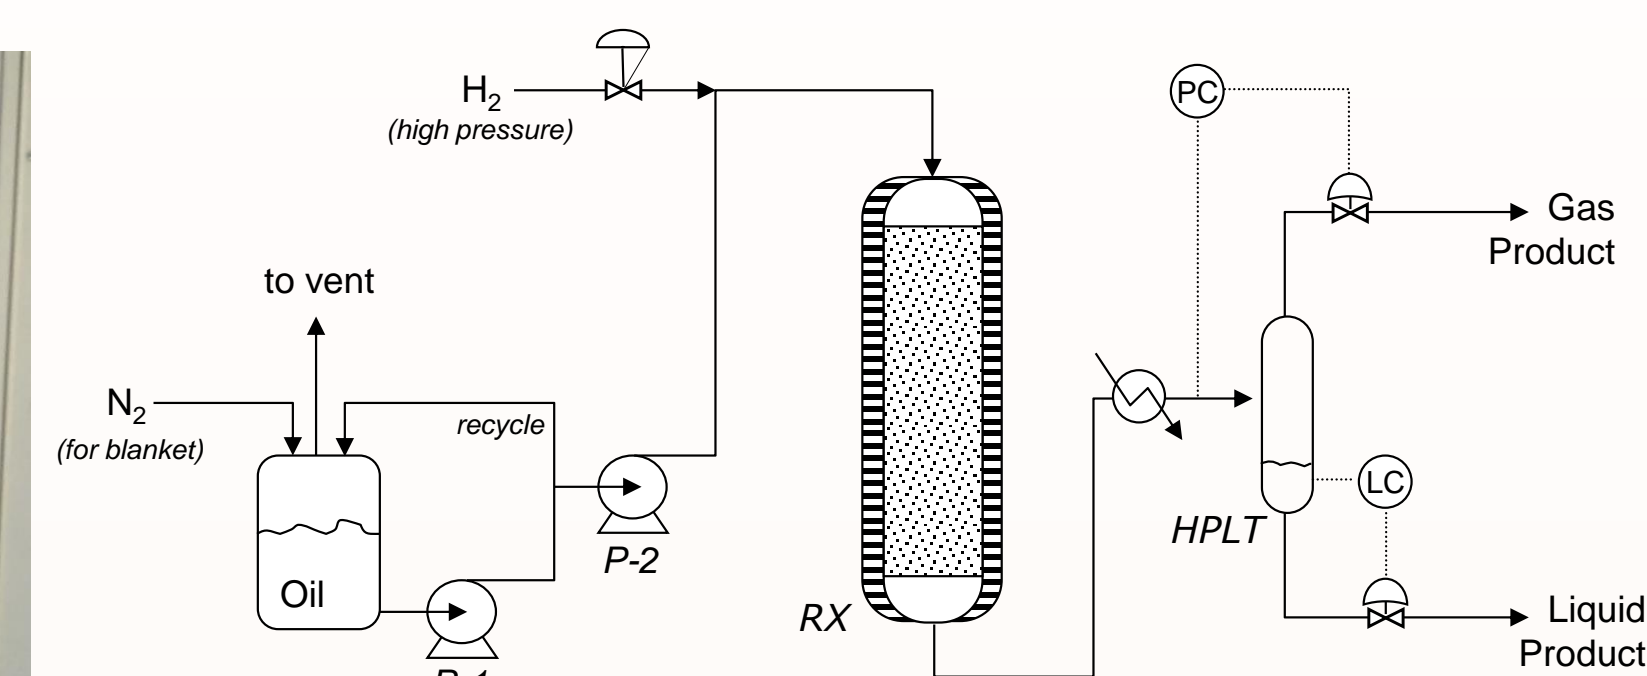 H₂
(high pressure)
PC
Gas
Product
to vent
N₂
(for blanket)
recycle
Oil
P-2
RX
HPLT
LC
Liquid
Product